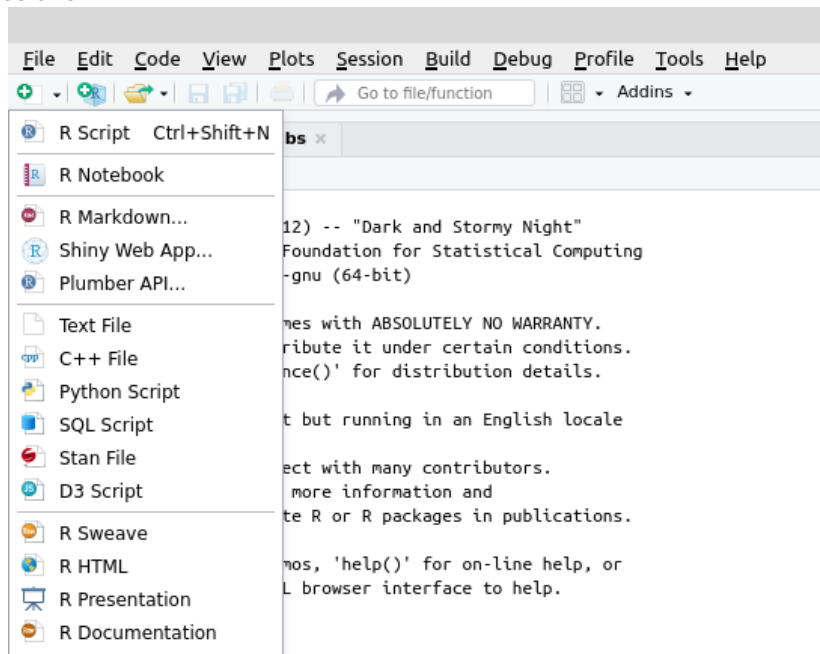 File Edit Code View Plots Session Build Debug Profile Tools Help
Go to file/function Addins
R Script Ctrl+Shift+N
bs ×
R Notebook
R Markdown...
Shiny Web App...
Plumber API...
Text File
C++ File
Python Script
SQL Script
Stan File
D3 Script
R Sweave
R HTML
R Presentation
R Documentation
12) -- "Dark and Stormy Night"
Foundation for Statistical Computing
-gnu (64-bit)
mes with ABSOLUTELY NO WARRANTY.
ribute it under certain conditions.
nce()' for distribution details.
t but running in an English locale
ect with many contributors.
more information and
te R or R packages in publications.
mos, 'help()' for on-line help, or
L browser interface to help.